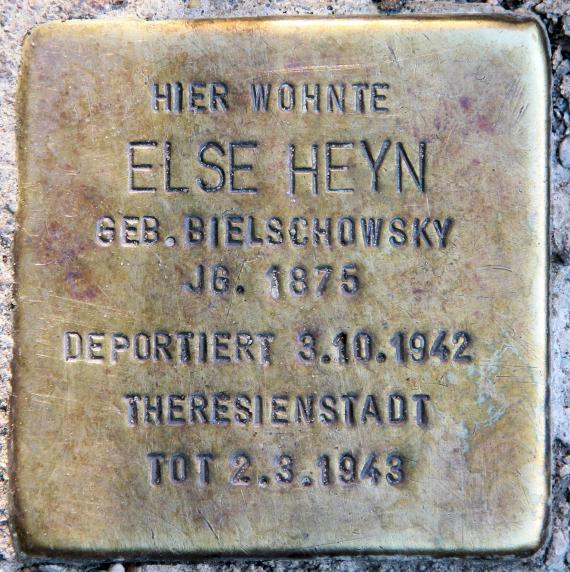 HIER WOHNTE
ELSE HEYN
GEB. BIELSCHOWSKY
JG. 1875
DEPORTIERT 3.10.1942
THERESIENSTADT
TOT 2.3.1943